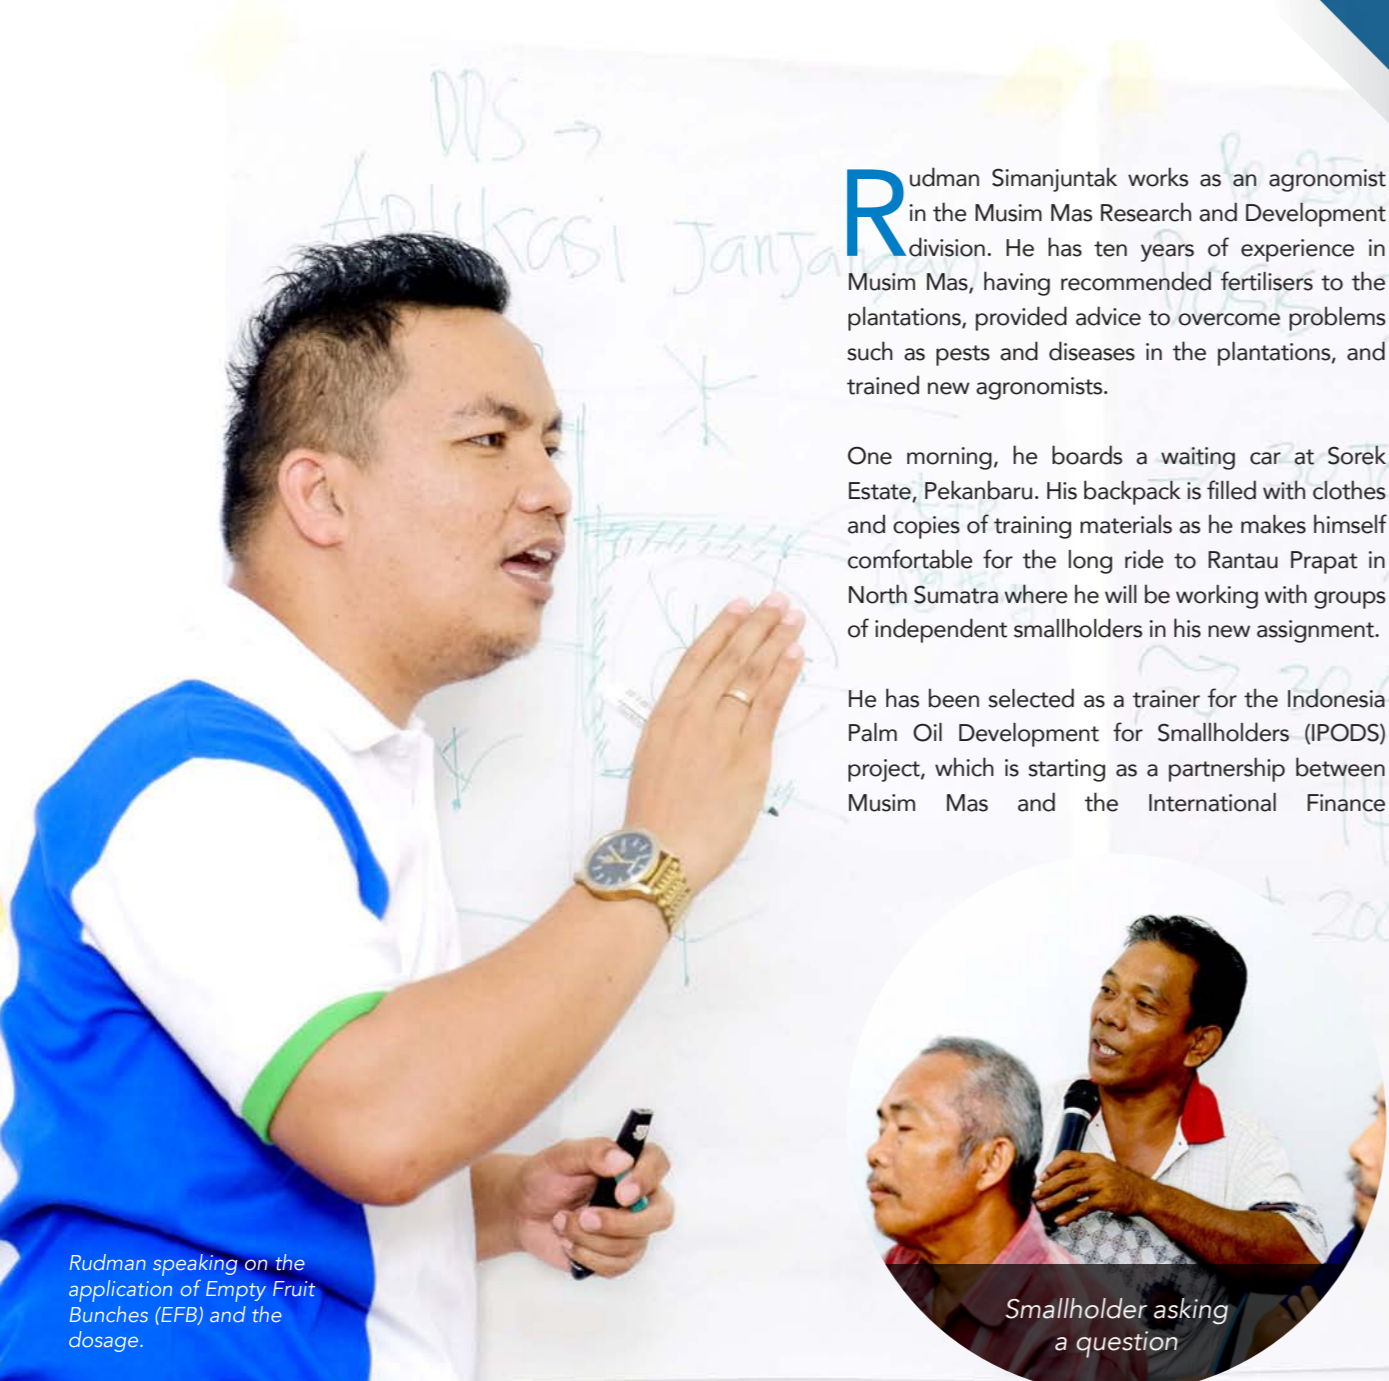 DDS →
Aplikasi Janjangan
Rudman Simanjuntak works as an agronomist
in the Musim Mas Research and Development
division. He has ten years of experience in
Musim Mas, having recommended fertilisers to the
plantations, provided advice to overcome problems
such as pests and diseases in the plantations, and
trained new agronomists.
One morning, he boards a waiting car at Sorek
Estate, Pekanbaru. His backpack is filled with clothes
and copies of training materials as he makes himself
comfortable for the long ride to Rantau Prapat in
North Sumatra where he will be working with groups
of independent smallholders in his new assignment.
He has been selected as a trainer for the Indonesia
Palm Oil Development for Smallholders (IPODS)
project, which is starting as a partnership between
Musim Mas and the International Finance
Rudman speaking on the
application of Empty Fruit
Bunches (EFB) and the
dosage.
Smallholder asking
a question